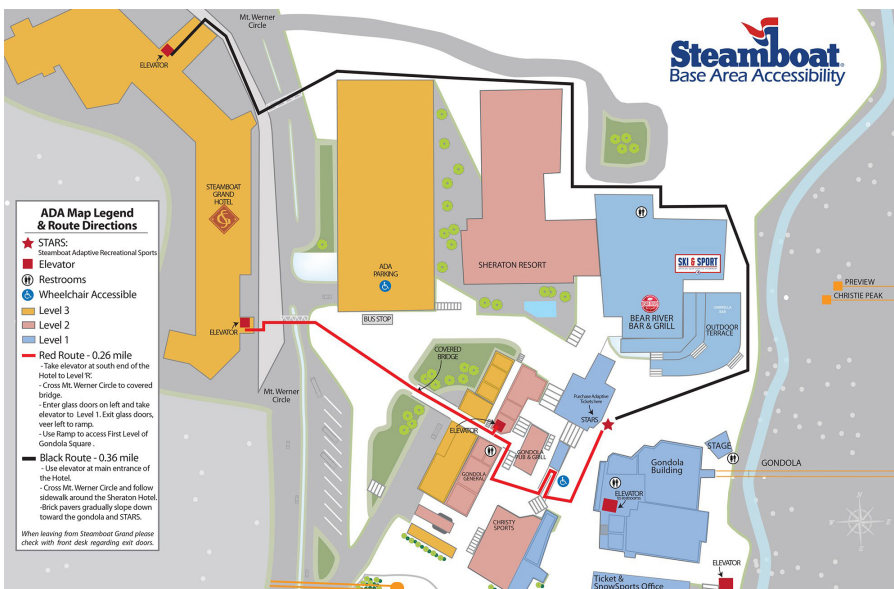 Mt. Werner
Circle
ELEVATOR
Steamboat
Base Area Accessibility
STEAMBOAT
GRAND
HOTEL
ADA Map Legend
& Route Directions
STARS:
Steamboat Adaptive Recreational Sports
Elevator
Restrooms
Wheelchair Accessible
Level 3
Level 2
Level 1
Red Route - 0.26 mile
- Take elevator at south end of the
Hotel to Level 'R'.
- Cross Mt. Werner Circle to covered
bridge.
- Enter glass doors on left and take
elevator to Level 1. Exit glass doors,
veer left to ramp.
- Use Ramp to access First Level of
Gondola Square .
Black Route - 0.36 mile
- Use elevator at main entrance of
the Hotel.
- Cross Mt. Werner Circle and follow
sidewalk around the Sheraton Hotel.
-Brick pavers gradually slope down
toward the gondola and STARS.
When leaving from Steamboat Grand please
check with front desk regarding exit doors.
ELEVATOR
ADA
PARKING
BUS STOP
SHERATON RESORT
SKI & SPORT
BEAR RIVER
BAR & GRILL
OUTDOOR
TERRACE
PREVIEW
CHRISTIE PEAK
Mt. Werner
Circle
COVERED
BRIDGE
ELEVATOR
GONDOLA
GENERAL
GONDOLA
PUB & GRILL
Purchase Adaptive
Tickets here
STARS
CHRISTY
SPORTS
STAGE
Gondola
Building
GONDOLA
ELEVATOR
ELEVATOR
Ticket &
SnowSports Office